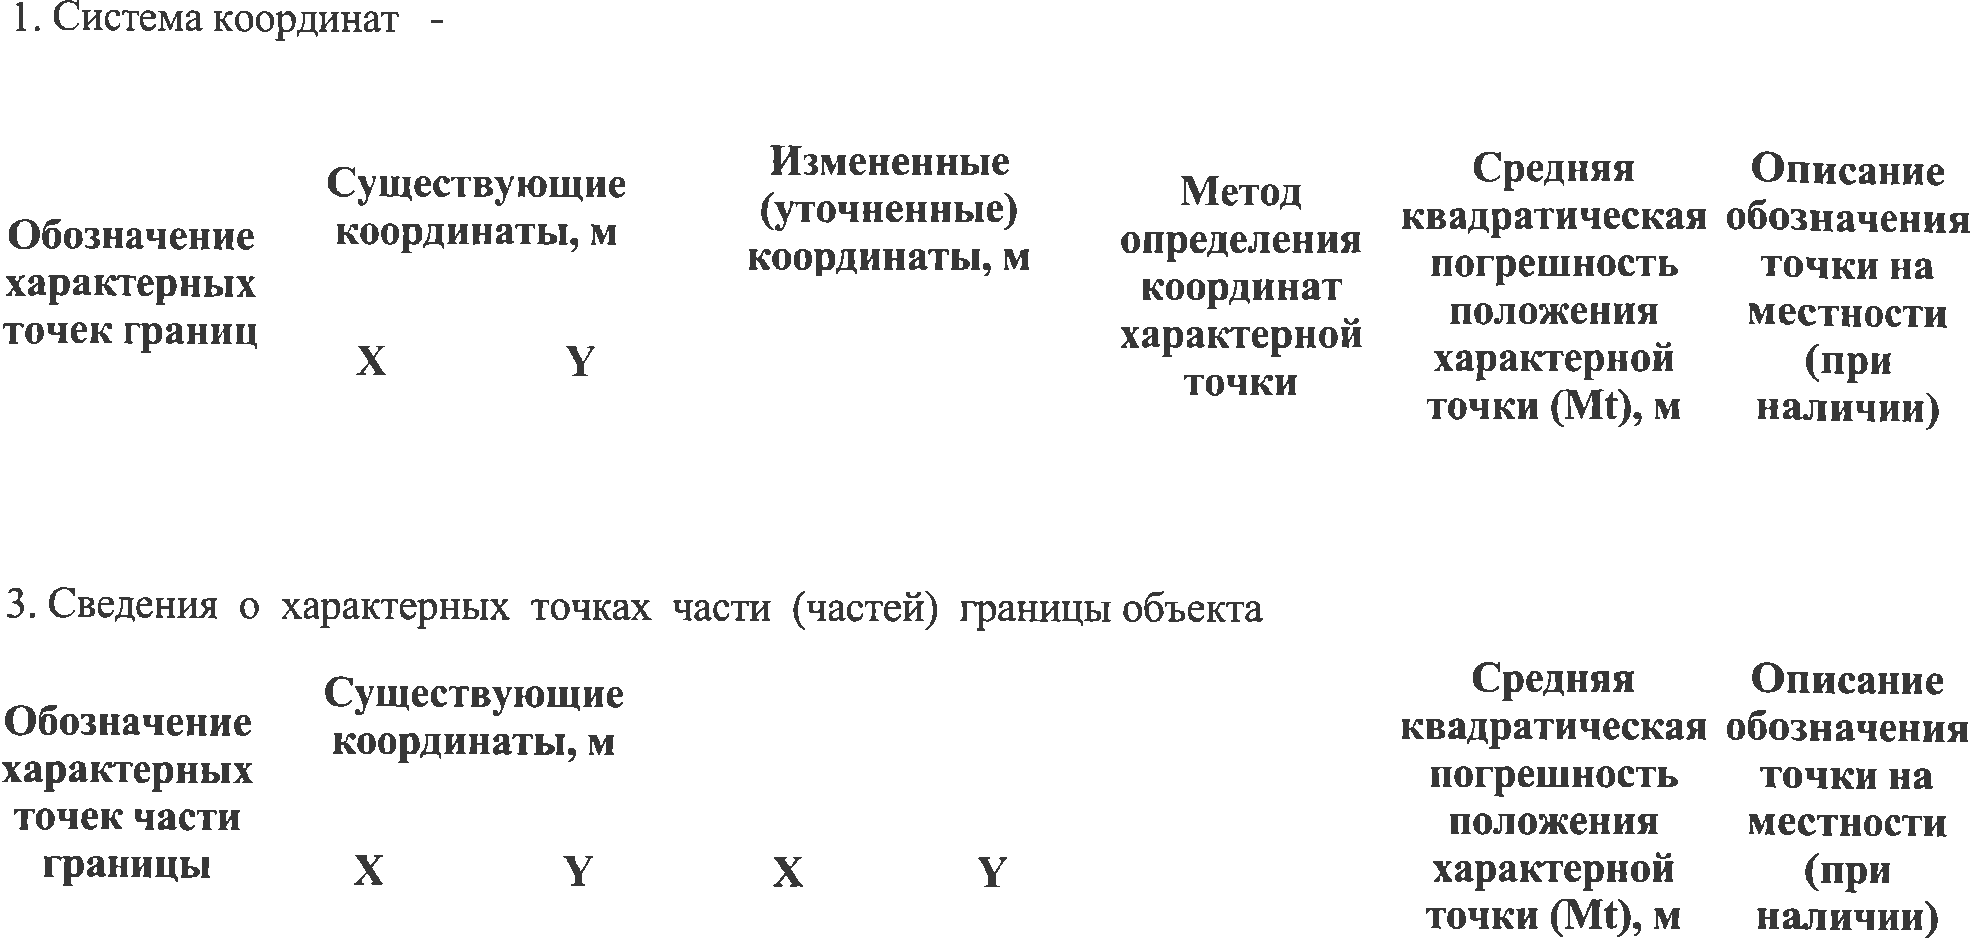 1. Система координат -
Обозначение
характерных
точек границ
Существующие
координаты, м
X Y
Измененные
(уточненные)
координаты, м
Метод
определения
координат
характерной
точки
Средняя
квадратическая
погрешность
положения
характерной
точки (Mt), м
Описание
обозначения
точки на
местности
(при
наличии)
3. Сведения о характерных точках части (частей) границы объекта
Обозначение
характерных
точек части
границы
Существующие
координаты, м
X Y X Y
Средняя
квадратическая
погрешность
положения
характерной
точки (Mt), м
Описание
обозначения
точки на
местности
(при
наличии)